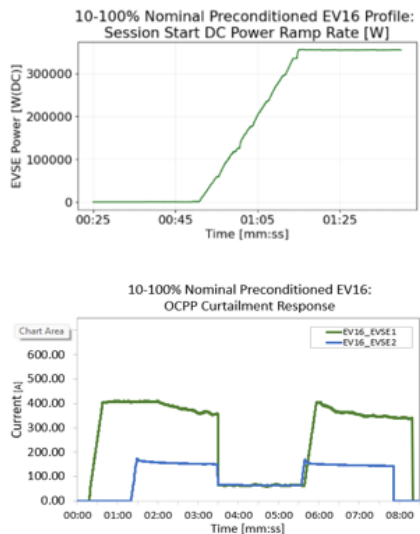 10-100% Nominal Preconditioned EV16 Profile:
Session Start DC Power Ramp Rate [W]
EVSE Power [W(DC)]
300000
200000
100000
0
00:25 00:45 01:05 01:25
Time [mm:ss]
10-100% Nominal Preconditioned EV16:
OCPP Curtailment Response
Chart Area
EV16_EVSE1
EV16_EVSE2
Current [A]
600.00
500.00
400.00
300.00
200.00
100.00
0.00
00:00 01:00 02:00 03:00 04:00 05:00 06:00 07:00 08:00
Time [mm:ss]